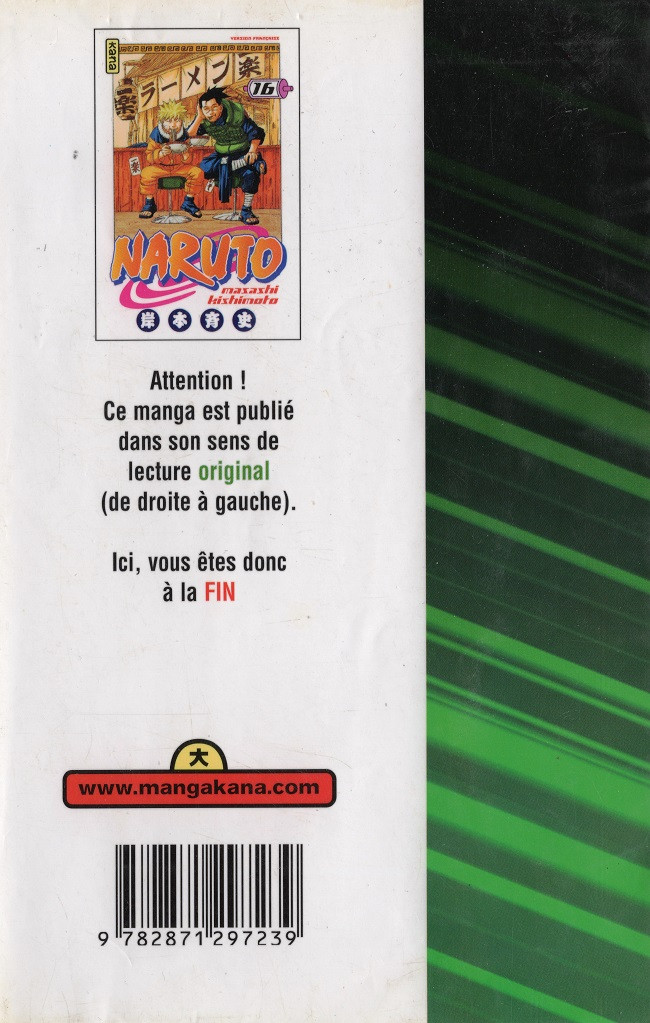 VERSION FRANÇAISE
kana
ラーメン
一楽
16
NARUTO
masashi
kishimoto
岸本斉史
Attention !
Ce manga est publié
dans son sens de
lecture original
(de droite à gauche).
Ici, vous êtes donc
à la FIN
大
www.mangakana.com
9 782871 297239